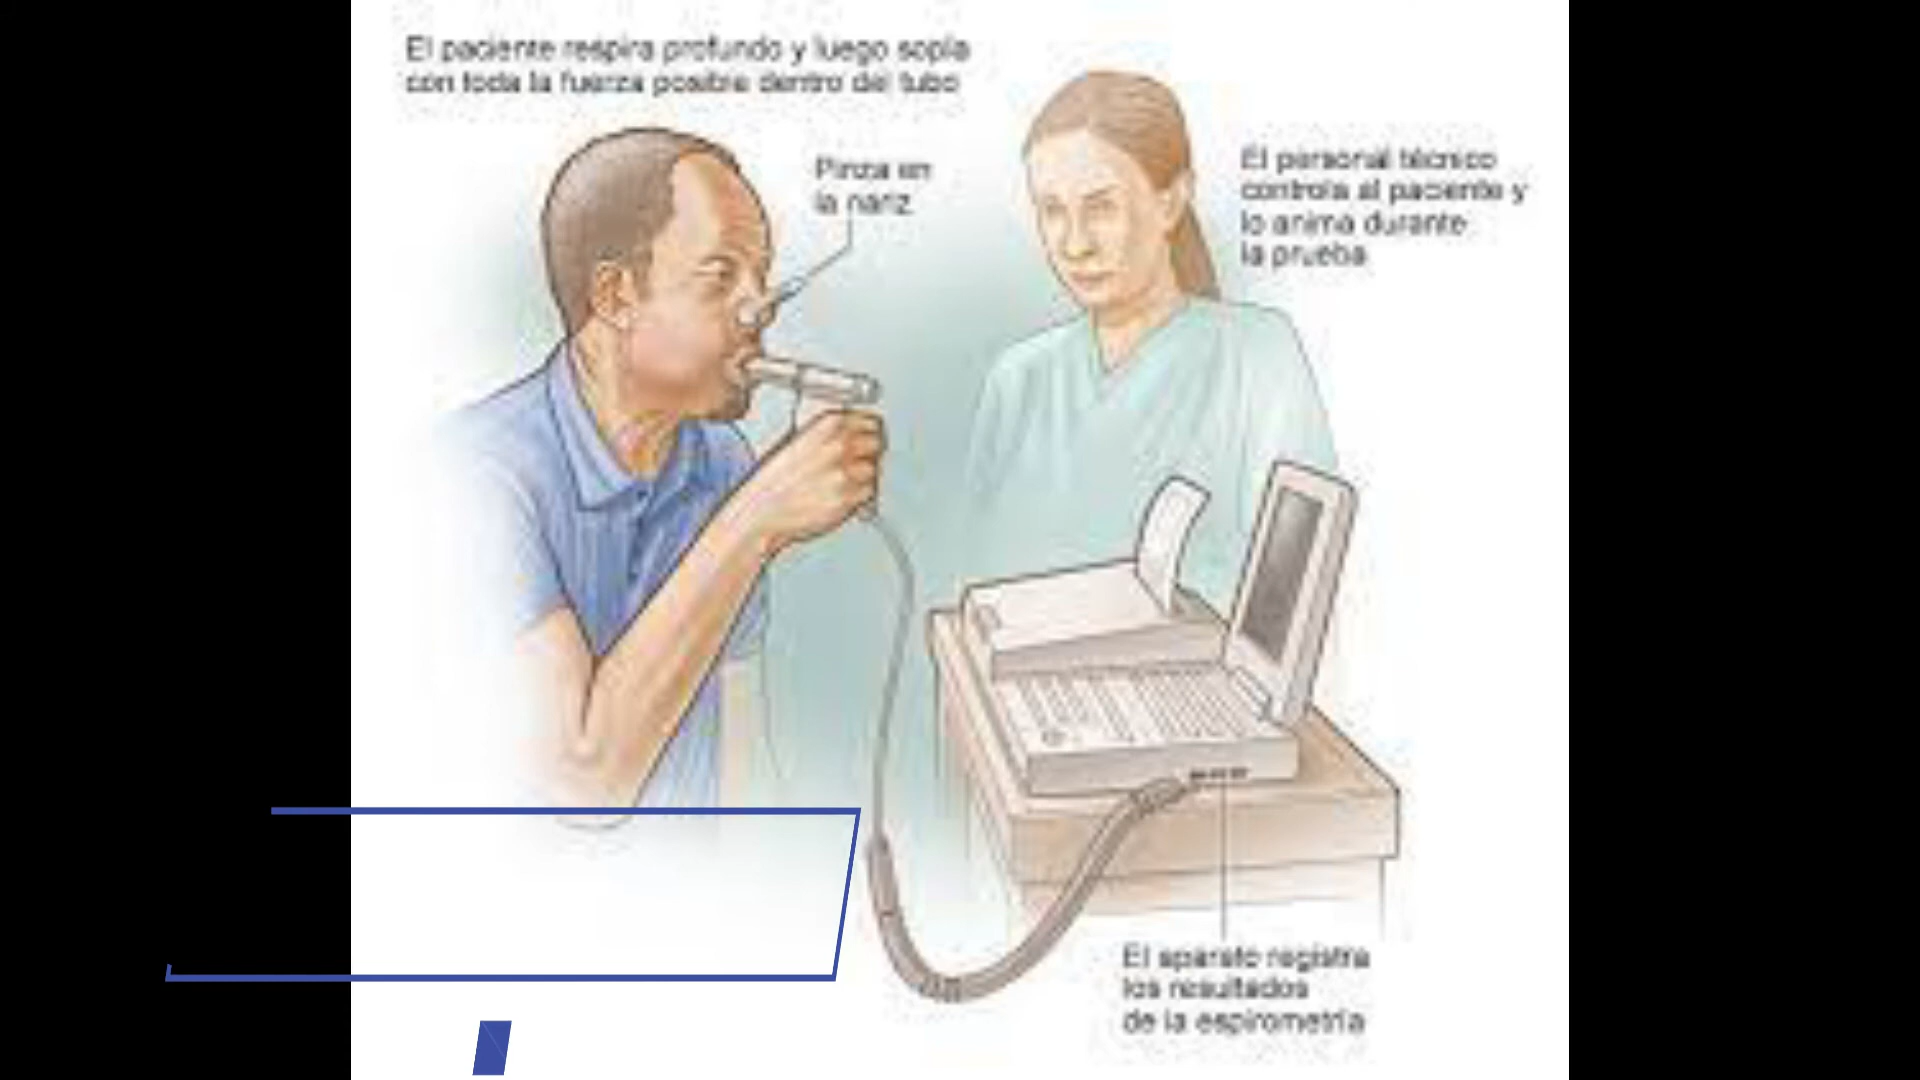 El paciente respira profundo y luego sopla
con toda la fuerza posible dentro del tubo
Pinza en
la nariz
El personal técnico
controla al paciente y
lo anima durante
la prueba
El aparato registra
los resultados
de la espirometría